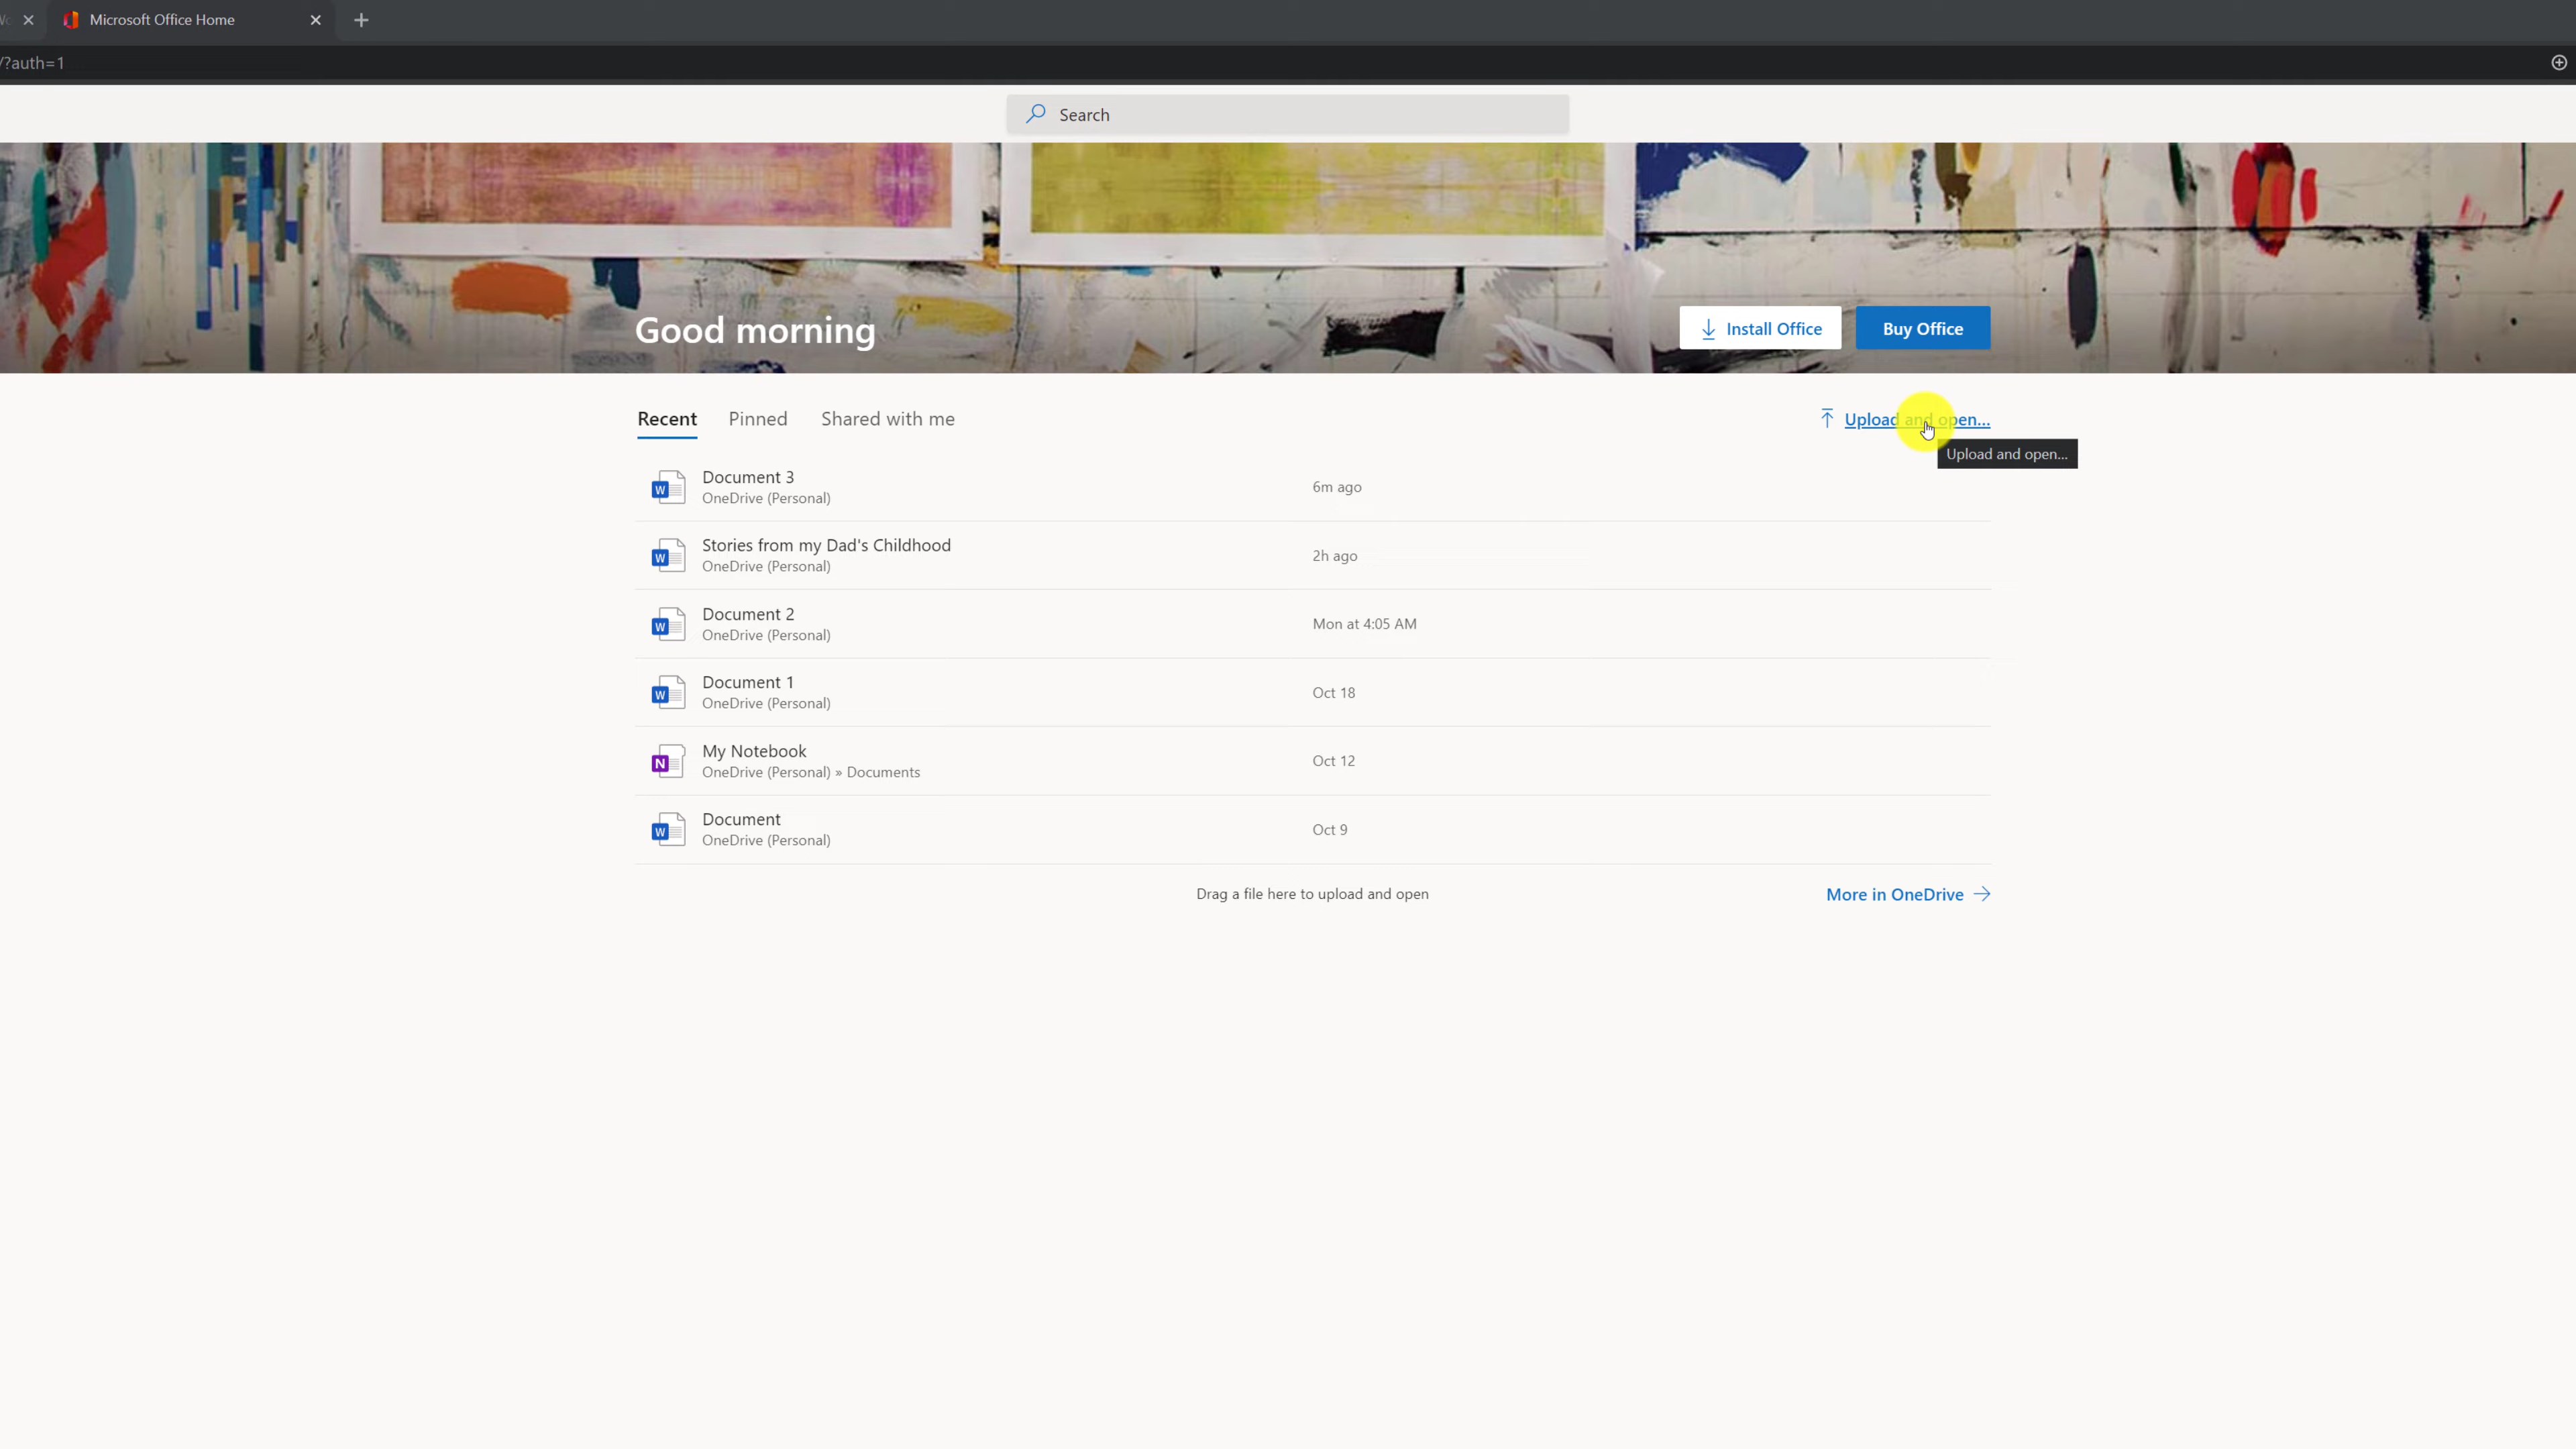 Microsoft Office Home
/?auth=1
Search
Good morning
Install Office
Buy Office
Recent
Pinned
Shared with me
Upload and open...
Upload and open...
Document 3
OneDrive (Personal)
6m ago
Stories from my Dad's Childhood
OneDrive (Personal)
2h ago
Document 2
OneDrive (Personal)
Mon at 4:05 AM
Document 1
OneDrive (Personal)
Oct 18
My Notebook
OneDrive (Personal) » Documents
Oct 12
Document
OneDrive (Personal)
Oct 9
Drag a file here to upload and open
More in OneDrive